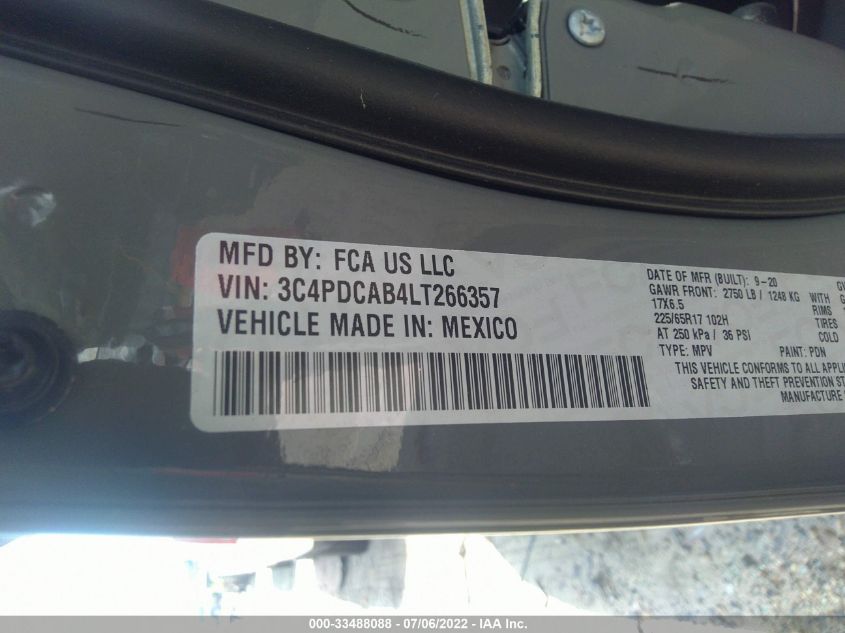 MFD BY: FCA US LLC
VIN: 3C4PDCAB4LT266357
VEHICLE MADE IN: MEXICO
DATE OF MFR (BUILT): 9-20
GAWR FRONT: 2750 LB / 1248 KG WITH
17X6.5 RIMS
225/65R17 102H TIRES
AT 250 kPa / 36 PSI COLD
TYPE: MPV PAINT: PDN
THIS VEHICLE CONFORMS TO ALL
SAFETY AND THEFT PREVENTION
MANUFACTURE
000-33488088 - 07/06/2022 - IAA Inc.